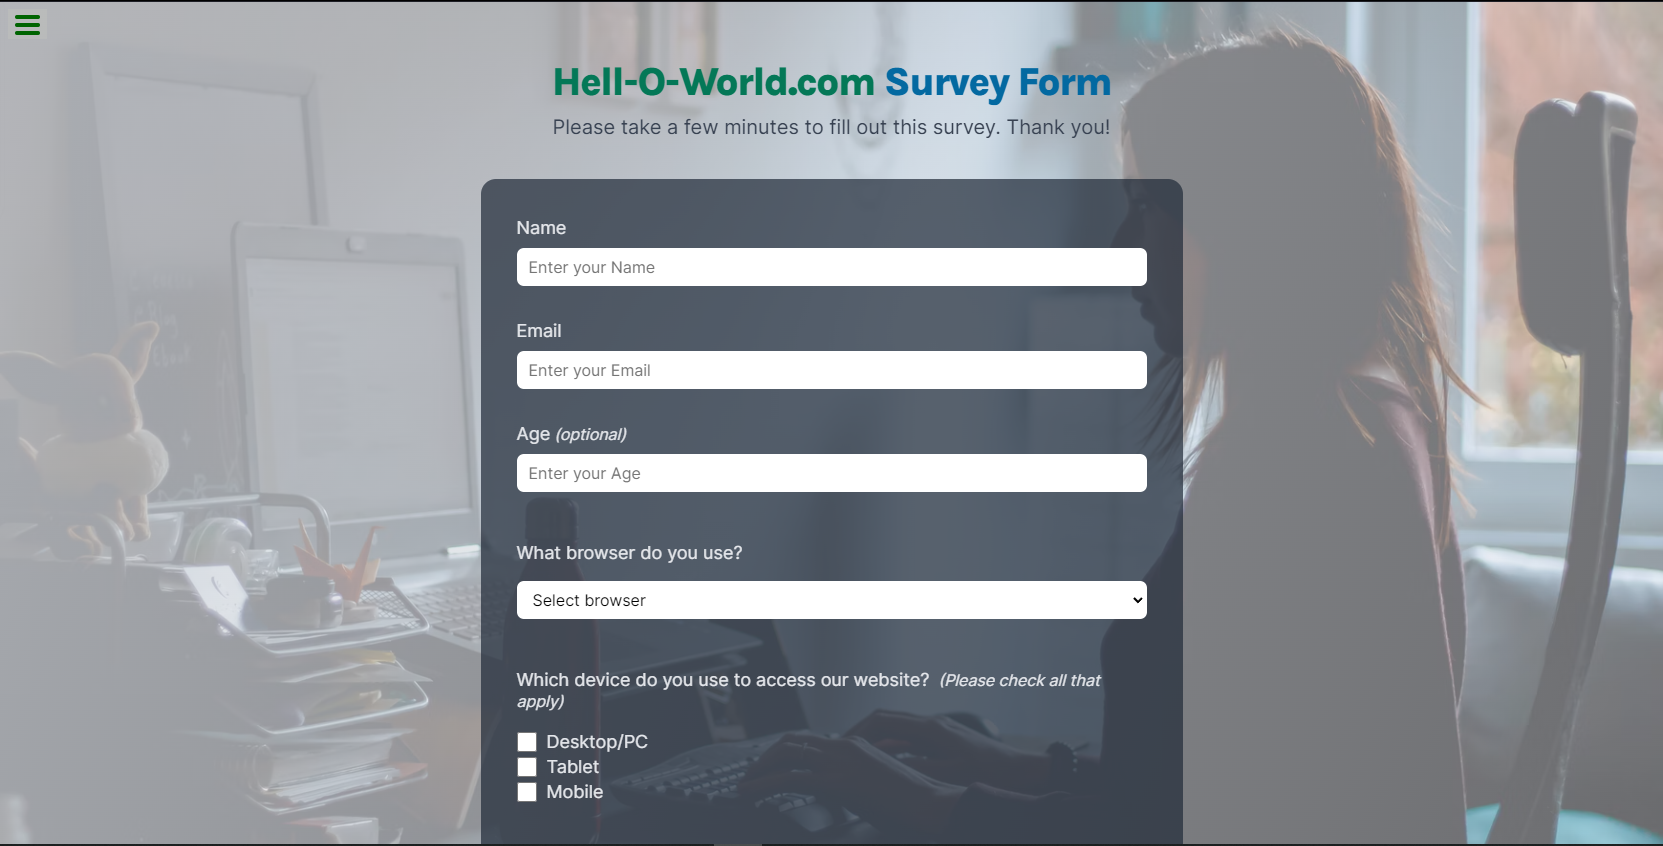 Hell-O-World.com Survey Form
Please take a few minutes to fill out this survey. Thank you!
Name
Enter your Name
Email
Enter your Email
Age (optional)
Enter your Age
What browser do you use?
Select browser
Which device do you use to access our website? (Please check all that
apply)
Desktop/PC
Tablet
Mobile